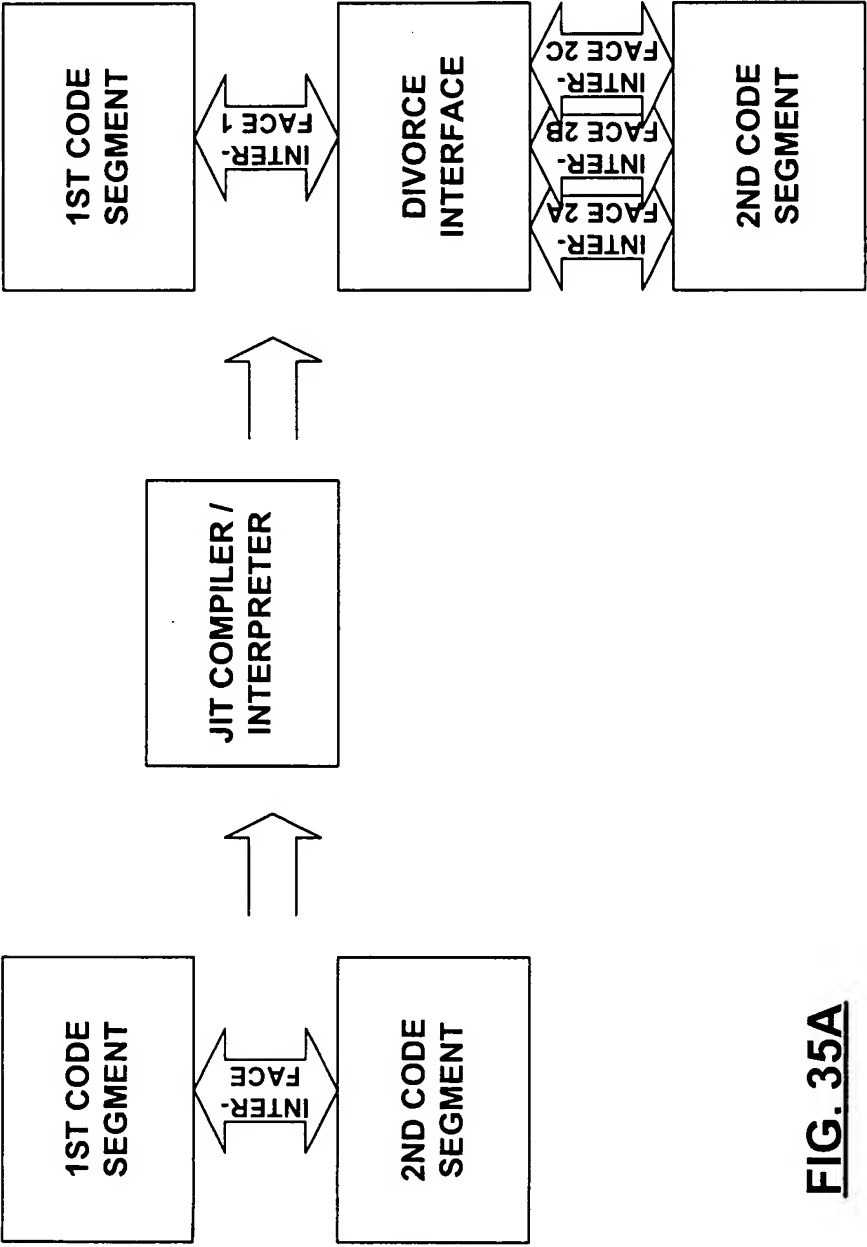 1ST CODE
SEGMENT
INTER-
FACE
2ND CODE
SEGMENT
JIT COMPILER /
INTERPRETER
1ST CODE
SEGMENT
INTER-
FACE 1
DIVORCE
INTERFACE
INTER-
FACE 2A
INTER-
FACE 2B
INTER-
FACE 2C
2ND CODE
SEGMENT
FIG. 35A